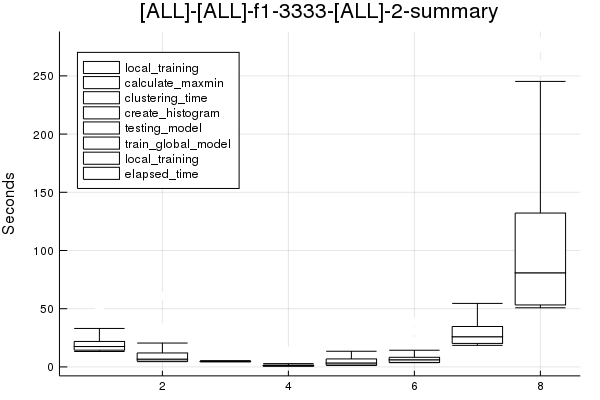 [ALL]-[ALL]-f1-3333-[ALL]-2-summary
local_training
calculate_maxmin
clustering_time
create_histogram
testing_model
train_global_model
local_training
elapsed_time
Seconds
250
200
150
100
50
0
2 4 6 8